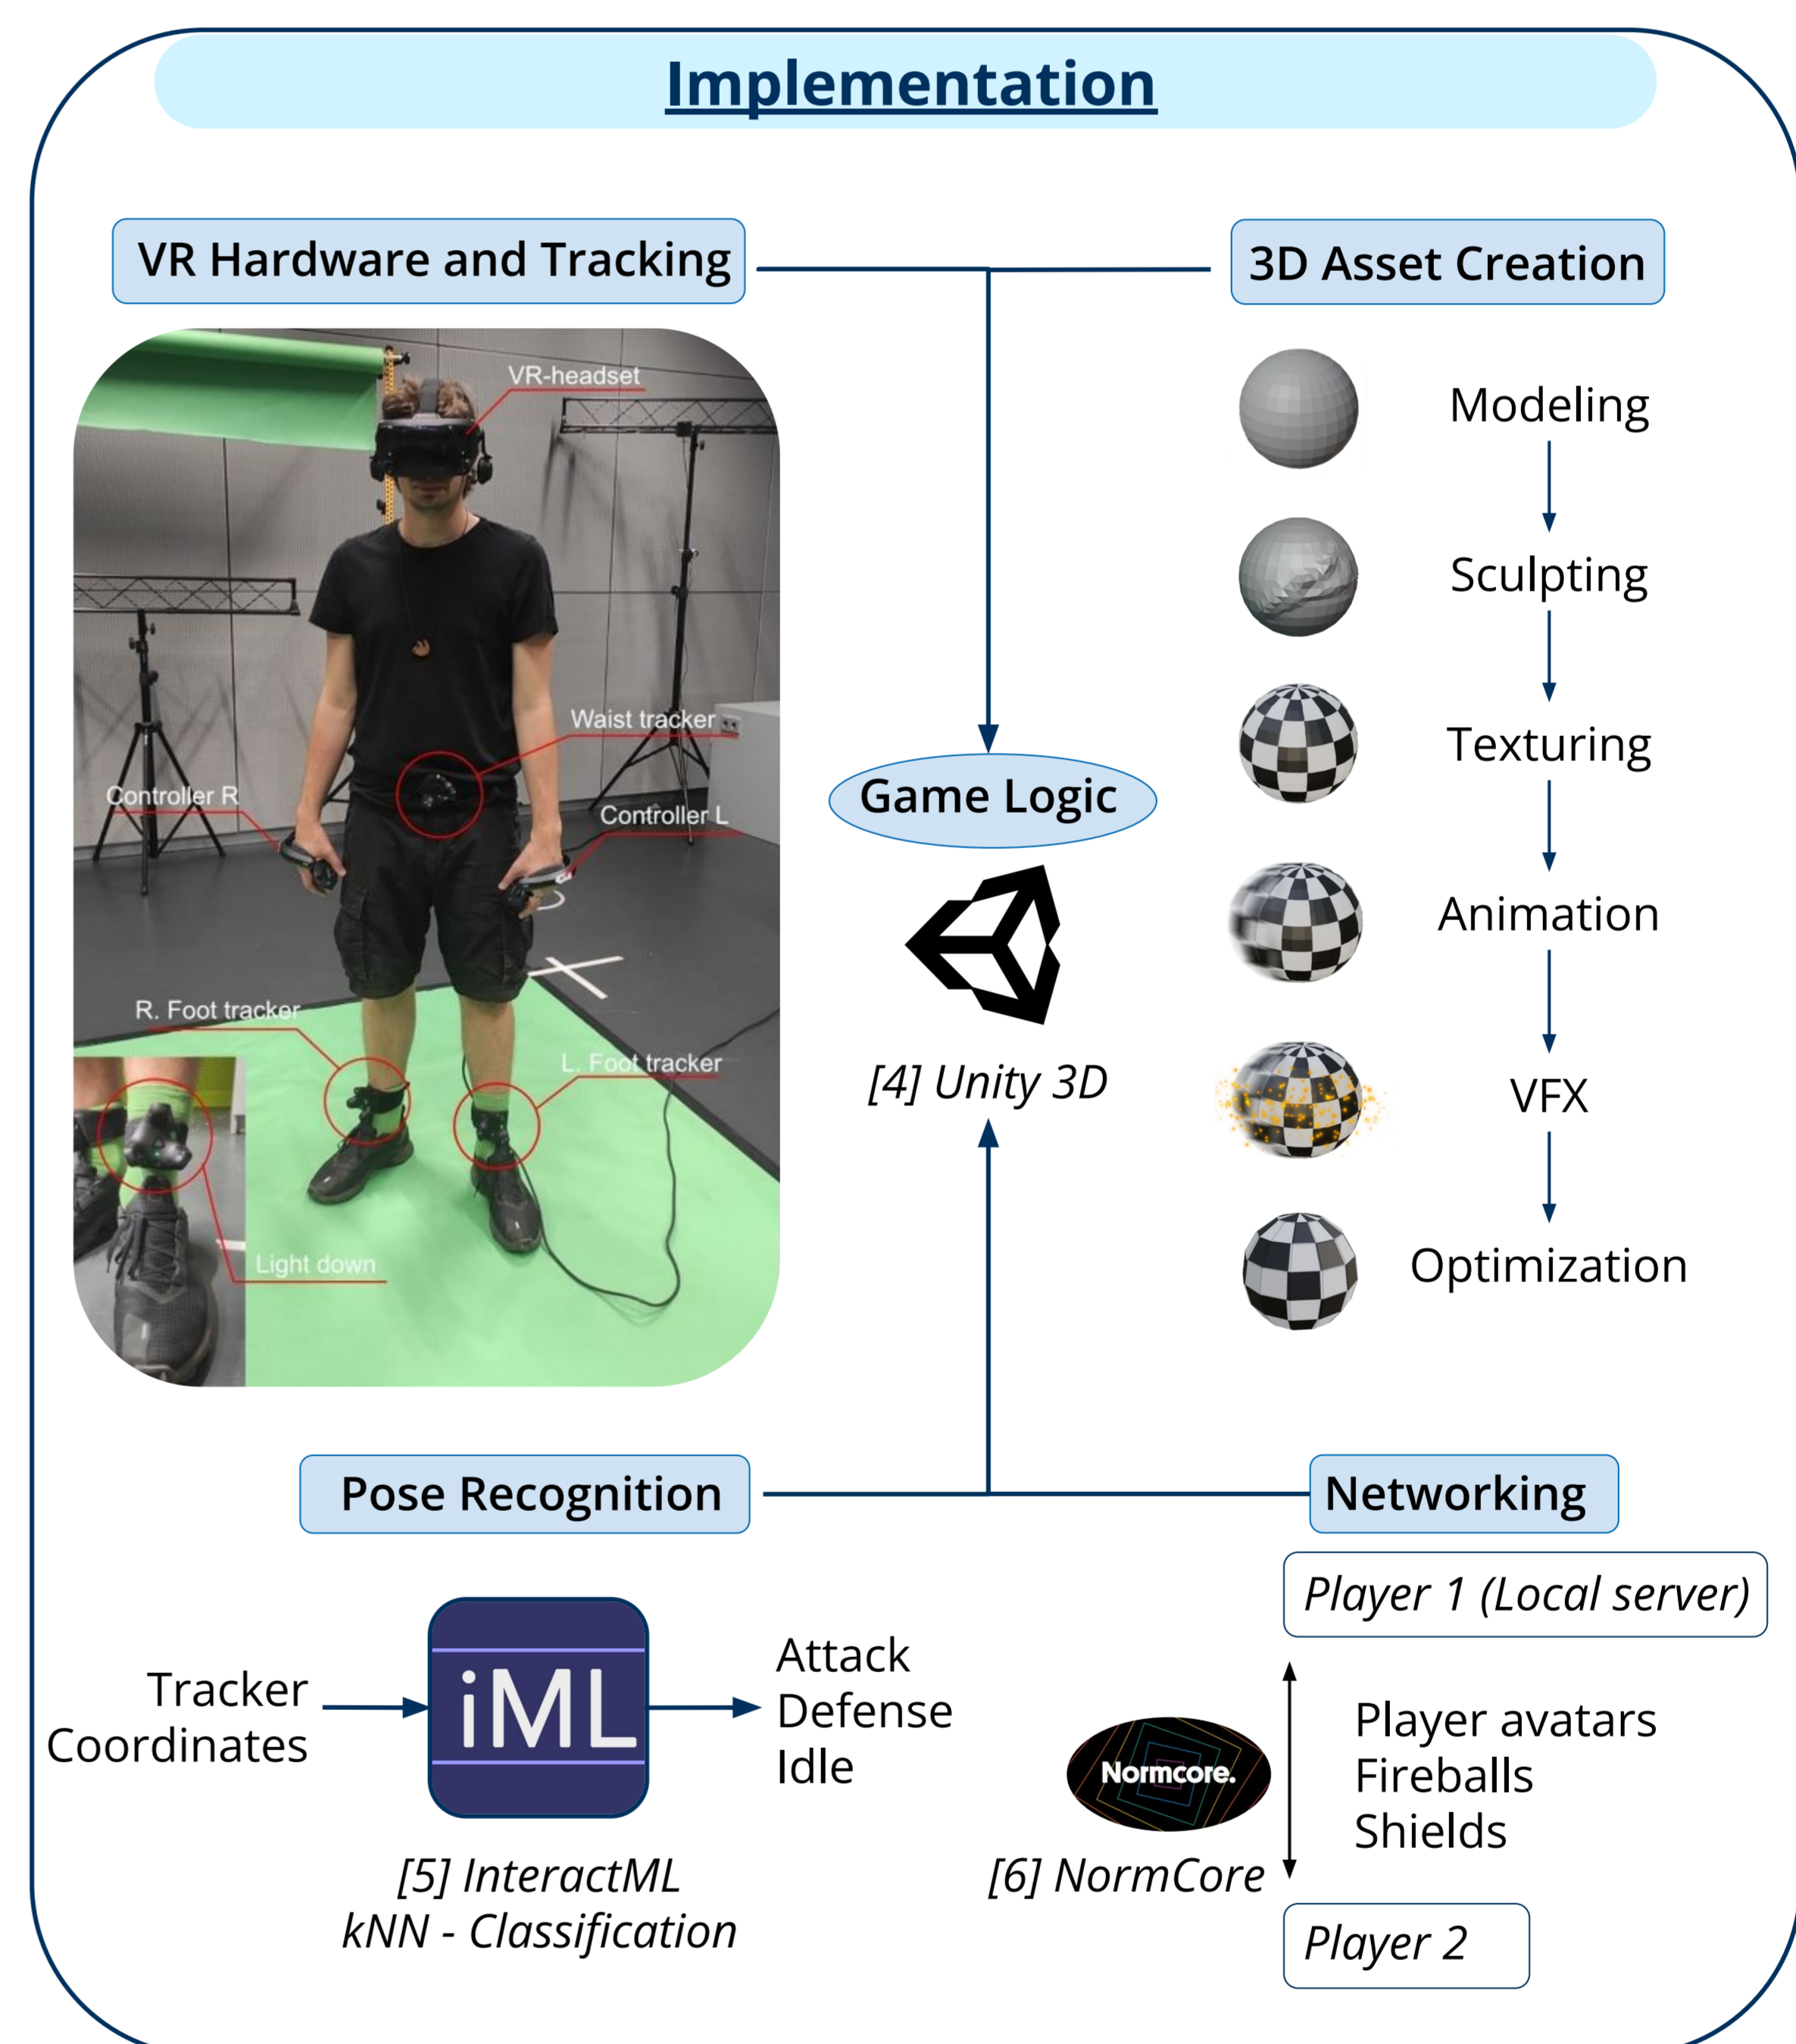 Implementation
VR Hardware and Tracking
3D Asset Creation
VR-headset
Waist tracker
Controller R
Controller L
R. Foot tracker
L. Foot tracker
Light down
Game Logic
[4] Unity 3D
Modeling
Sculpting
Texturing
Animation
VFX
Optimization
Pose Recognition
Tracker
Coordinates
iML
Attack
Defense
Idle
[5] InteractML
kNN - Classification
Networking
Player 1 (Local server)
Normcore.
[6] NormCore
Player avatars
Fireballs
Shields
Player 2